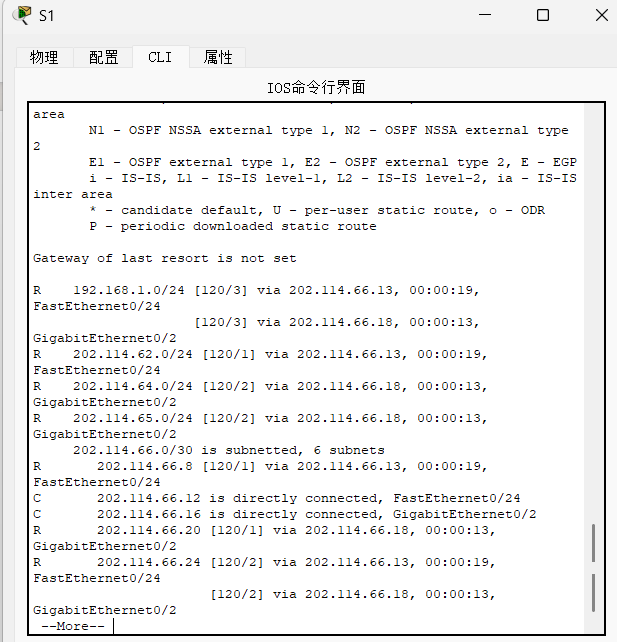 S1
物理 配置 CLI 属性
IOS命令行界面
area
N1 - OSPF NSSA external type 1, N2 - OSPF NSSA external type
2
E1 - OSPF external type 1, E2 - OSPF external type 2, E - EGP
i - IS-IS, L1 - IS-IS level-1, L2 - IS-IS level-2, ia - IS-IS
inter area
* - candidate default, U - per-user static route, o - ODR
P - periodic downloaded static route
Gateway of last resort is not set
R    192.168.1.0/24 [120/3] via 202.114.66.13, 00:00:19,
FastEthernet0/24
[120/3] via 202.114.66.18, 00:00:13,
GigabitEthernet0/2
R    202.114.62.0/24 [120/1] via 202.114.66.13, 00:00:19,
FastEthernet0/24
R    202.114.64.0/24 [120/2] via 202.114.66.18, 00:00:13,
GigabitEthernet0/2
R    202.114.65.0/24 [120/2] via 202.114.66.18, 00:00:13,
GigabitEthernet0/2
202.114.66.0/30 is subnetted, 6 subnets
R       202.114.66.8 [120/1] via 202.114.66.13, 00:00:19,
FastEthernet0/24
C       202.114.66.12 is directly connected, FastEthernet0/24
C       202.114.66.16 is directly connected, GigabitEthernet0/2
R       202.114.66.20 [120/1] via 202.114.66.18, 00:00:13,
GigabitEthernet0/2
R       202.114.66.24 [120/2] via 202.114.66.13, 00:00:19,
FastEthernet0/24
[120/2] via 202.114.66.18, 00:00:13,
GigabitEthernet0/2
--More--